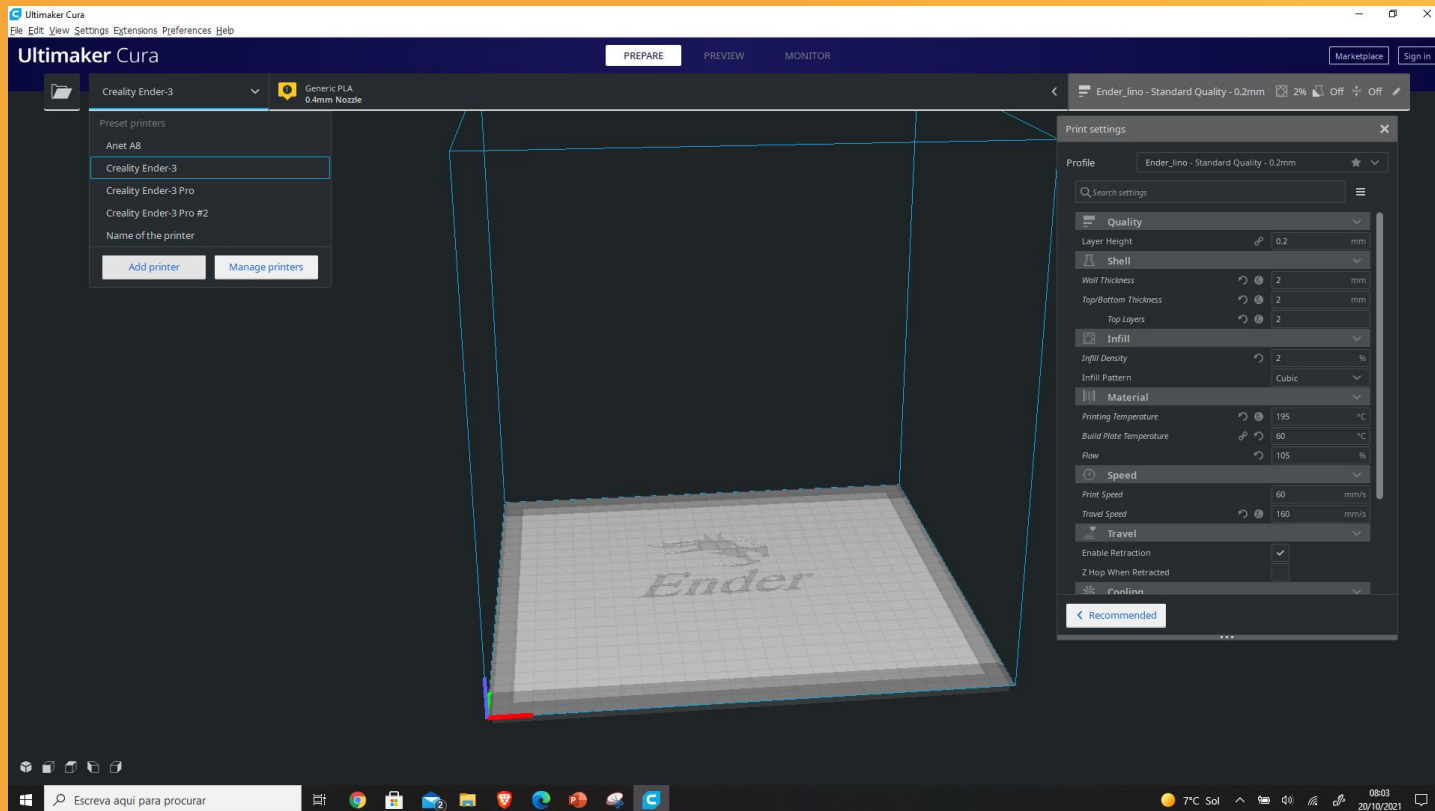 Ultimaker Cura
File Edit View Settings Extensions Preferences Help
Ultimaker Cura
PREPARE PREVIEW MONITOR
Marketplace Sign in
Creality Ender-3
Generic PLA
0.4mm Nozzle
Ender_lino - Standard Quality - 0.2mm 2% Off Off
Preset printers
Anet A8
Creality Ender-3
Creality Ender-3 Pro
Creality Ender-3 Pro #2
Name of the printer
Add printer Manage printers
Print settings
Profile Ender_lino - Standard Quality - 0.2mm
Search settings
Quality
Layer Height 0.2 mm
Shell
Wall Thickness 2 mm
Top/Bottom Thickness 2 mm
Top Layers 2
Infill
Infill Density 2 %
Infill Pattern Cubic
Material
Printing Temperature 195 °C
Build Plate Temperature 60 °C
Flow 105 %
Speed
Print Speed 60 mm/s
Travel Speed 160 mm/s
Travel
Enable Retraction
Z Hop When Retracted
Cooling
Recommended
Ender
Escreva aqui para procurar
2
7°C Sol
08:03
20/10/2021